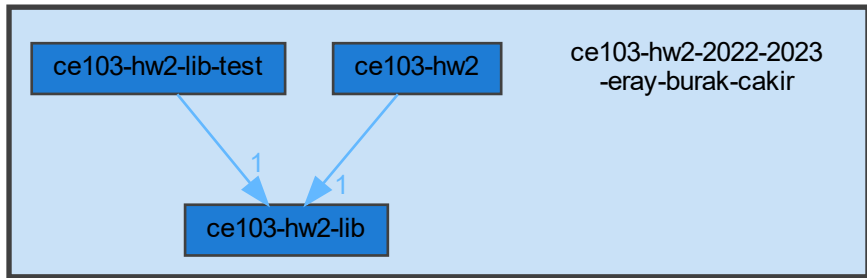 ce103-hw2-lib-test
ce103-hw2
ce103-hw2-2022-2023
-eray-burak-cakir
1
1
ce103-hw2-lib